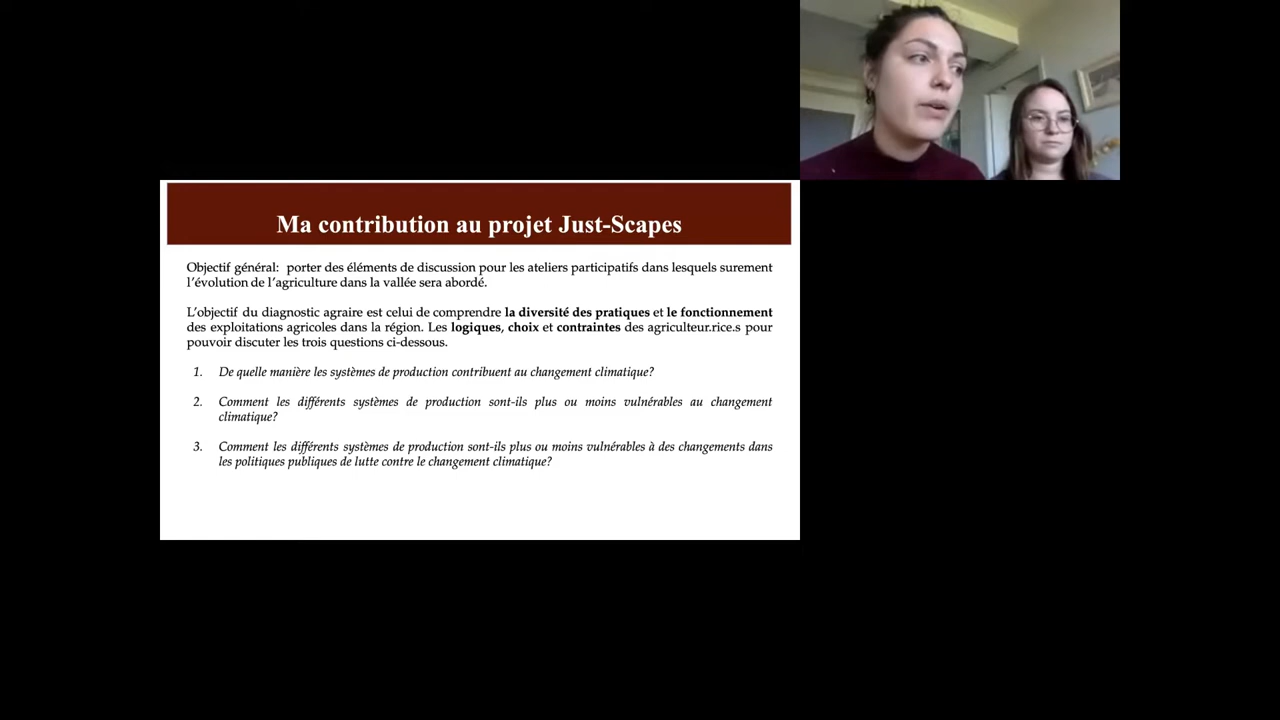 Ma contribution au projet Just-Scapes
Objectif général: porter des éléments de discussion pour les ateliers participatifs dans lesquels surement
l'évolution de l'agriculture dans la vallée sera abordé.
L'objectif du diagnostic agraire est celui de comprendre la diversité des pratiques et le fonctionnement
des exploitations agricoles dans la région. Les logiques, choix et contraintes des agriculteur.rice.s pour
pouvoir discuter les trois questions ci-dessous.
1. De quelle manière les systèmes de production contribuent au changement climatique?
2. Comment les différents systèmes de production sont-ils plus ou moins vulnérables au changement
climatique?
3. Comment les différents systèmes de production sont-ils plus ou moins vulnérables à des changements dans
les politiques publiques de lutte contre le changement climatique?